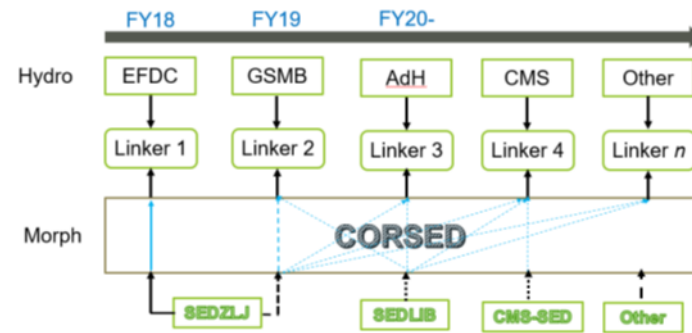 FY18 FY19 FY20-
Hydro EFDC GSMB AdH CMS Other
Linker 1 Linker 2 Linker 3 Linker 4 Linker n
Morph CORSED
SEDZLJ SEDLIB CMS-SED Other